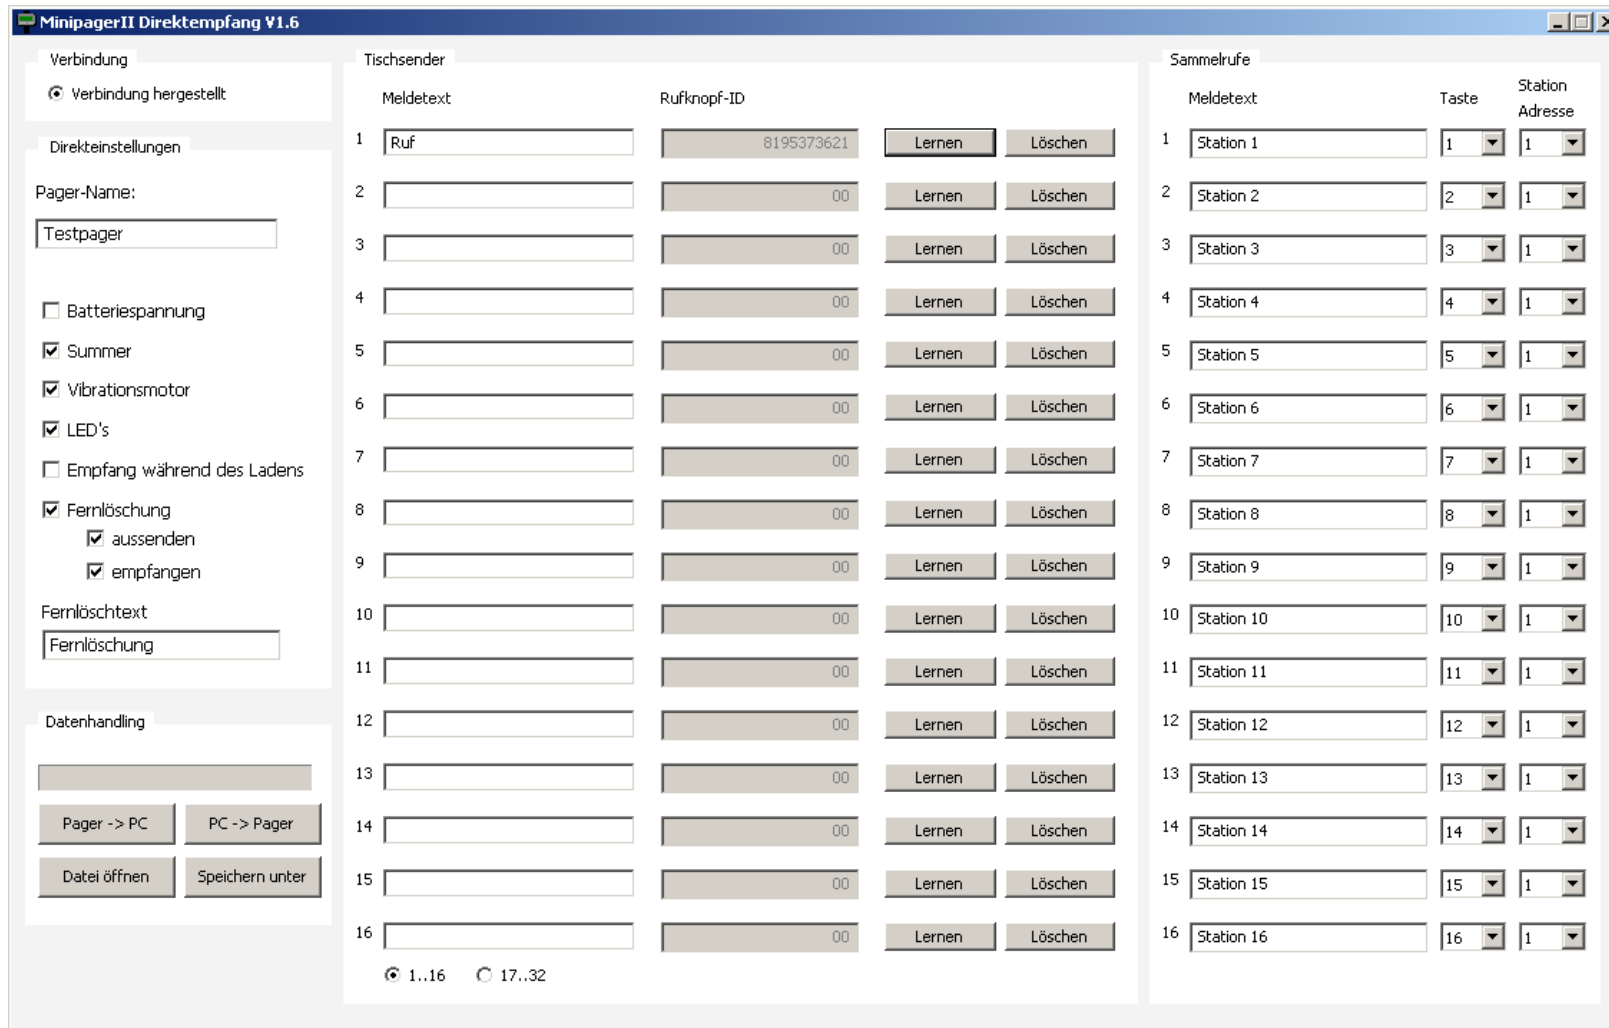 MinipagerII Direktempfang V1.6
Verbindung
Verbindung hergestellt
Direkteinstellungen
Pager-Name:
Testpager
Batteriespannung
Summer
Vibrationsmotor
LED's
Empfang während des Ladens
Fernlöschung
aussenden
empfangen
Fernlöschtext
Fernlöschung
Datenhandling
Pager -> PC PC -> Pager
Datei öffnen Speichern unter
Tischsender
Meldetext Rufknopf-ID
1 Ruf 8195373621 Lernen Löschen
2 00 Lernen Löschen
3 00 Lernen Löschen
4 00 Lernen Löschen
5 00 Lernen Löschen
6 00 Lernen Löschen
7 00 Lernen Löschen
8 00 Lernen Löschen
9 00 Lernen Löschen
10 00 Lernen Löschen
11 00 Lernen Löschen
12 00 Lernen Löschen
13 00 Lernen Löschen
14 00 Lernen Löschen
15 00 Lernen Löschen
16 00 Lernen Löschen
1..16 17..32
Sammelrufe
Meldetext Taste Station Adresse
1 Station 1 1 1
2 Station 2 2 1
3 Station 3 3 1
4 Station 4 4 1
5 Station 5 5 1
6 Station 6 6 1
7 Station 7 7 1
8 Station 8 8 1
9 Station 9 9 1
10 Station 10 10 1
11 Station 11 11 1
12 Station 12 12 1
13 Station 13 13 1
14 Station 14 14 1
15 Station 15 15 1
16 Station 16 16 1